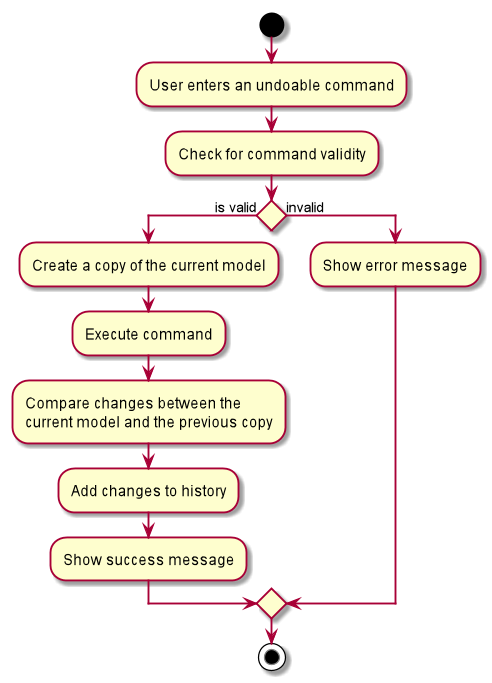 User enters an undoable command
Check for command validity
is valid
invalid
Create a copy of the current model
Show error message
Execute command
Compare changes between the
current model and the previous copy
Add changes to history
Show success message